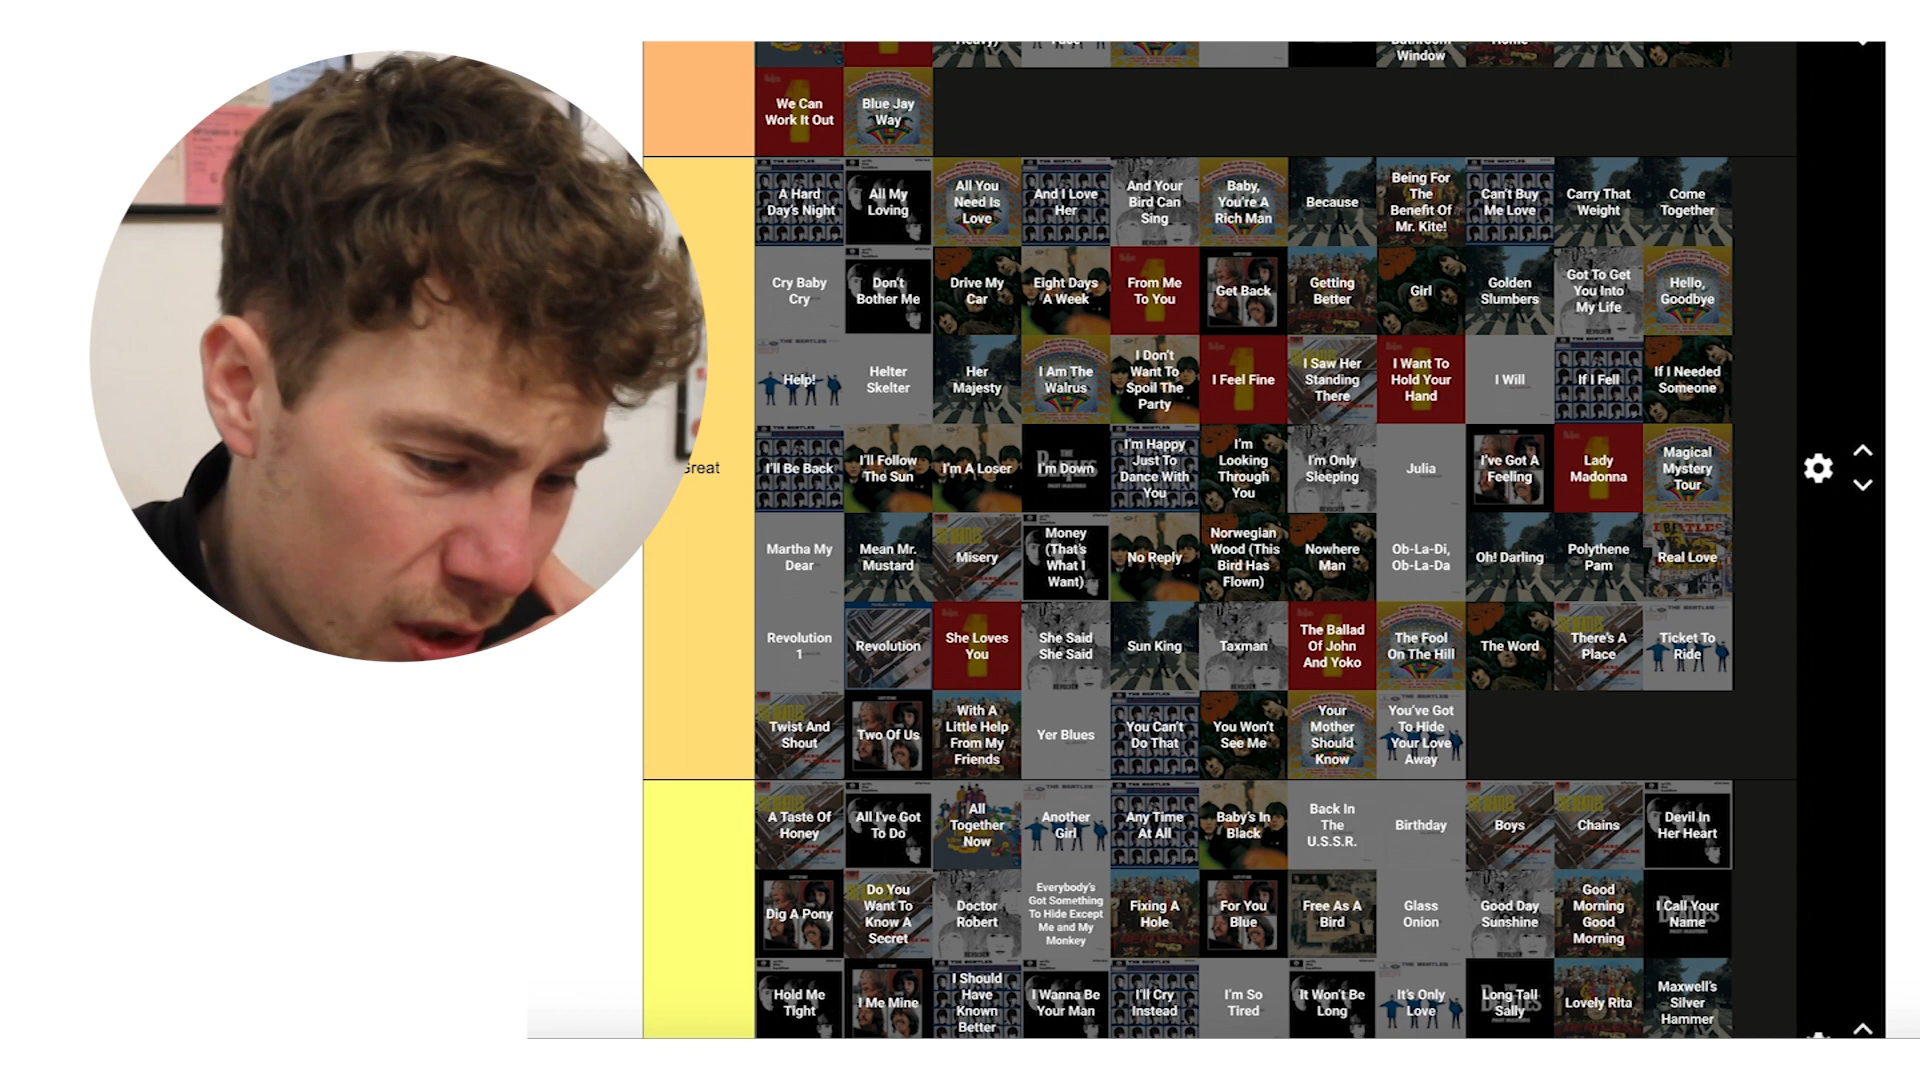 Window
We Can
Work It Out
Blue Jay
Way
Great
A Hard
Day's Night
All My
Loving
All You
Need Is
Love
And I Love
Her
And Your
Bird Can
Sing
Baby,
You're A
Rich Man
Because
Being For
The
Benefit Of
Mr. Kite!
Can't Buy
Me Love
Carry That
Weight
Come
Together
Cry Baby
Cry
Don't
Bother Me
Drive My
Car
Eight Days
A Week
From Me
To You
Get Back
Getting
Better
Girl
Golden
Slumbers
Got To Get
You Into
My Life
Hello,
Goodbye
Help!
Helter
Skelter
Her
Majesty
I Am The
Walrus
I Don't
Want To
Spoil The
Party
I Feel Fine
I Saw Her
Standing
There
I Want To
Hold Your
Hand
I Will
If I Fell
If I Needed
Someone
I'll Be Back
I'll Follow
The Sun
I'm A Loser
I'm Down
I'm Happy
Just To
Dance With
You
I'm
Looking
Through
You
I'm Only
Sleeping
Julia
I've Got A
Feeling
Lady
Madonna
Magical
Mystery
Tour
Martha My
Dear
Mean Mr.
Mustard
Misery
Money
(That's
What I
Want)
No Reply
Norwegian
Wood (This
Bird Has
Flown)
Nowhere
Man
Ob-La-Di,
Ob-La-Da
Oh! Darling
Polythene
Pam
Real Love
Revolution
1
Revolution
She Loves
You
She Said
She Said
Sun King
Taxman
The Ballad
Of John
And Yoko
The Fool
On The Hill
The Word
There's A
Place
Ticket To
Ride
Twist And
Shout
Two Of Us
With A
Little Help
From My
Friends
Yer Blues
You Can't
Do That
You Won't
See Me
Your
Mother
Should
Know
You've Got
To Hide
Your Love
Away
A Taste Of
Honey
All I've Got
To Do
All
Together
Now
Another
Girl
Any Time
At All
Baby's In
Black
Back In
The
U.S.S.R.
Birthday
Boys
Chains
Devil In
Her Heart
Dig A Pony
Do You
Want To
Know A
Secret
Doctor
Robert
Everybody's
Got Something
To Hide Except
Me and My
Monkey
Fixing A
Hole
For You
Blue
Free As A
Bird
Glass
Onion
Good Day
Sunshine
Good
Morning
Good
Morning
I Call Your
Name
Hold Me
Tight
I Me Mine
I Should
Have
Known
Better
I Wanna Be
Your Man
I'll Cry
Instead
I'm So
Tired
It Won't Be
Long
It's Only
Love
Long Tall
Sally
Lovely Rita
Maxwell's
Silver
Hammer